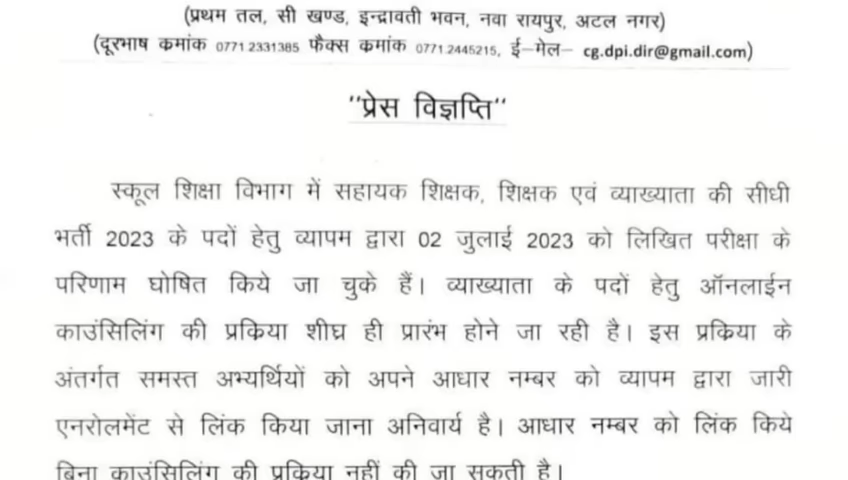 (प्रथम तल, सी खण्ड, इन्द्रावती भवन, नवा रायपुर, अटल नगर)
(दूरभाष कमांक 0771.2331385 फैक्स कमांक 0771.2445215, ई–मेल– cg.dpi.dir@gmail.com)
"प्रेस विज्ञप्ति"
स्कूल शिक्षा विभाग में सहायक शिक्षक, शिक्षक एवं व्याख्याता की सीधी
भर्ती 2023 के पदों हेतु व्यापम द्वारा 02 जुलाई 2023 को लिखित परीक्षा के
परिणाम घोषित किये जा चुके हैं। व्याख्याता के पदों हेतु ऑनलाईन
काउंसिलिंग की प्रकिया शीघ्र ही प्रारंभ होने जा रही है। इस प्रकिया के
अंतर्गत समस्त अभ्यर्थियों को अपने आधार नम्बर को व्यापम द्वारा जारी
एनरोलमेंट से लिंक किया जाना अनिवार्य है। आधार नम्बर को लिंक किये
बिना काउंसिलिंग की प्रकिया नहीं की जा सकती है।